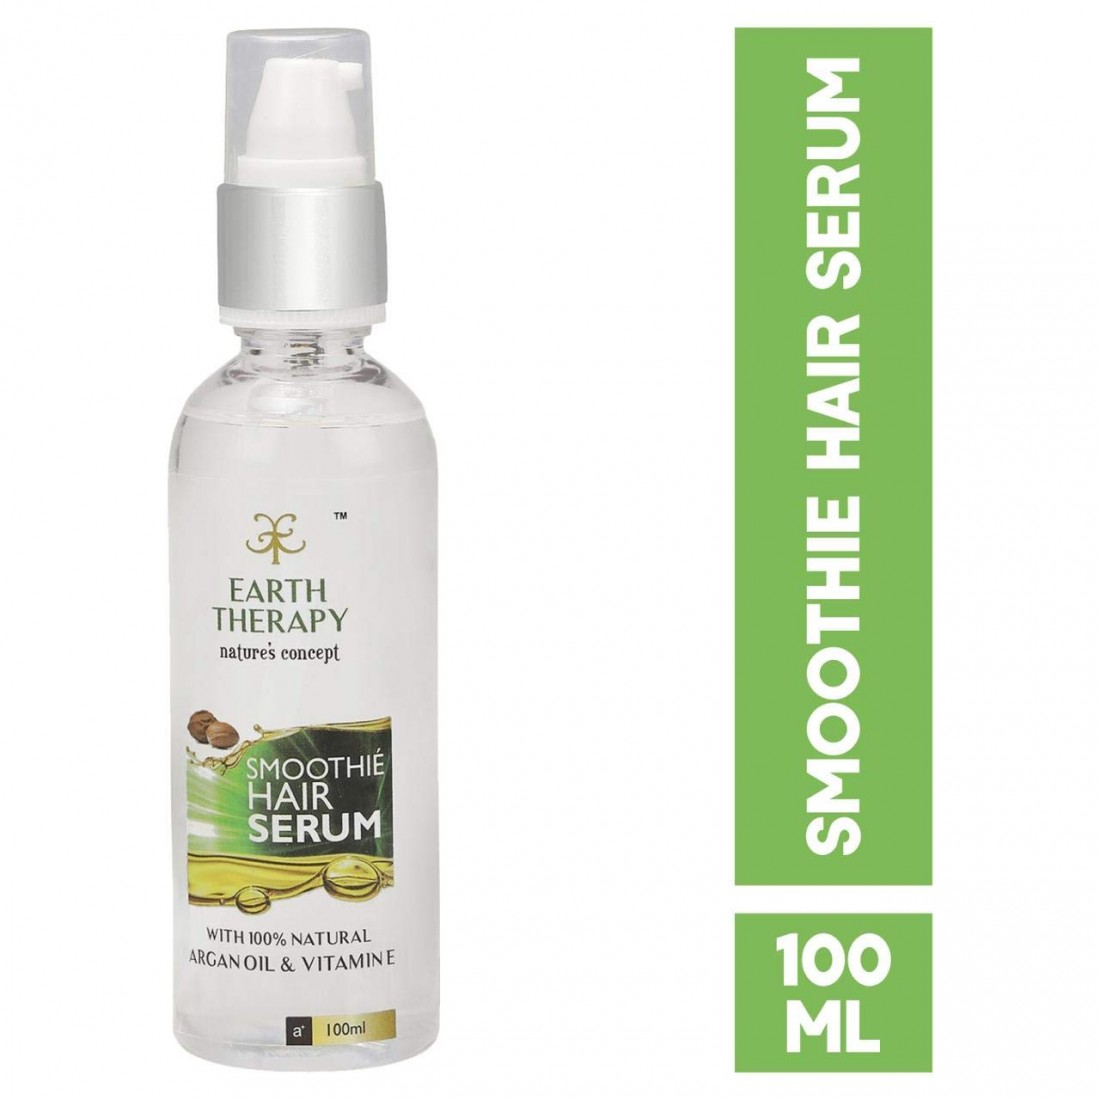 ™
EARTH
THERAPY
nature's concept
SMOOTHIÉ
HAIR
SERUM
WITH 100% NATURAL
ARGAN OIL & VITAMIN E
a+ 100ml
SMOOTHIE HAIR SERUM
100
ML